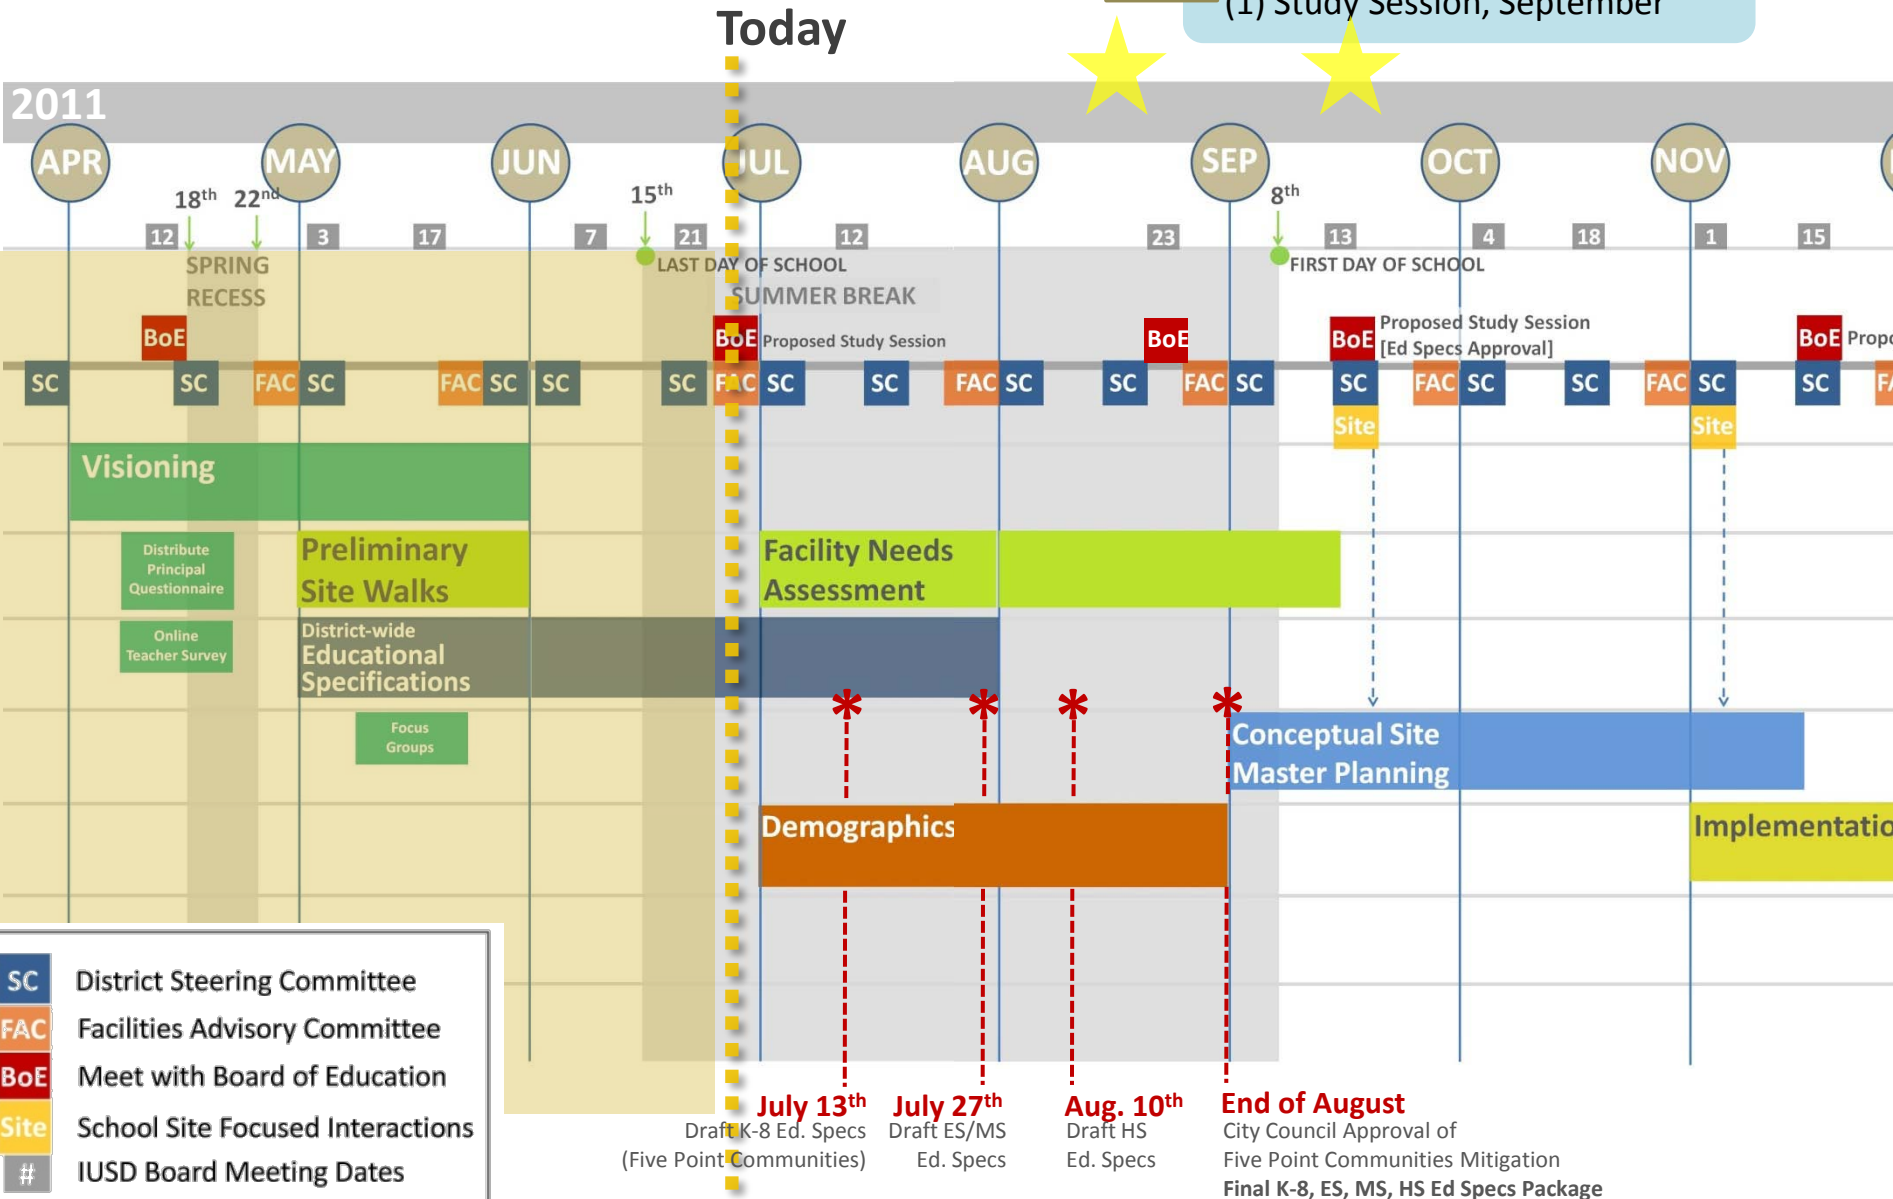 (1) Study Session, September
Today
2011
APR
MAY
JUN
JUL
AUG
SEP
OCT
NOV
18th
22nd
15th
8th
12
3
17
7
21
12
23
13
4
18
1
15
SPRING
RECESS
LAST DAY OF SCHOOL
SUMMER BREAK
FIRST DAY OF SCHOOL
BoE
BoE
Proposed Study Session
BoE
BoE
Proposed Study Session
[Ed Specs Approval]
BoE
SC
SC
FAC
SC
FAC
SC
SC
SC
FAC
SC
SC
FAC
SC
SC
FAC
SC
SC
FAC
SC
SC
FAC
SC
SC
Site
Site
Visioning
Distribute
Principal
Questionnaire
Preliminary
Site Walks
Facility Needs
Assessment
Online
Teacher Survey
District-wide
Educational
Specifications
*
*
*
*
Focus
Groups
Conceptual Site
Master Planning
Demographics
SC District Steering Committee
FAC Facilities Advisory Committee
BoE Meet with Board of Education
Site School Site Focused Interactions
# IUSD Board Meeting Dates
July 13th
Draft K-8 Ed. Specs
(Five Point Communities)
July 27th
Draft ES/MS
Ed. Specs
Aug. 10th
Draft HS
Ed. Specs
End of August
City Council Approval of
Five Point Communities Mitigation
Final K-8, ES, MS, HS Ed Specs Package